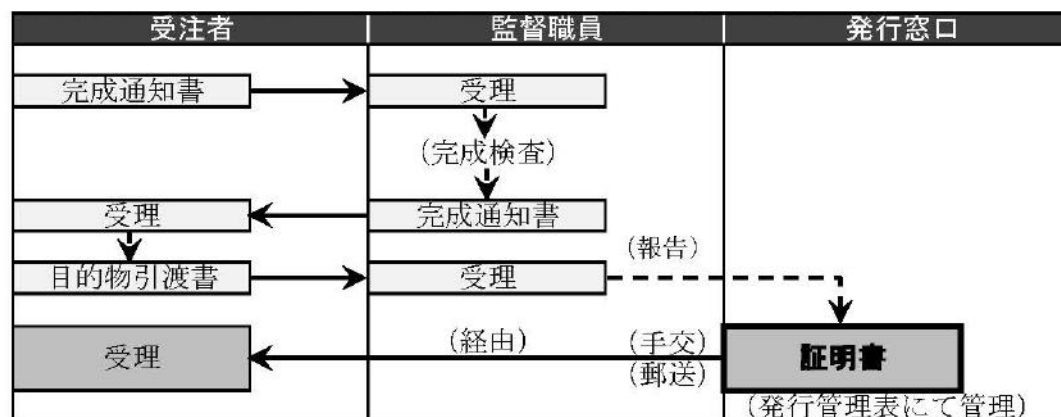 受注者 監督職員 発行窓口
完成通知書 受理
(完成検査)
受理 完成通知書
(報告)
目的物引渡書 受理
(経由) (手交)
受理 証明書
(郵送)
(発行管理表にて管理)